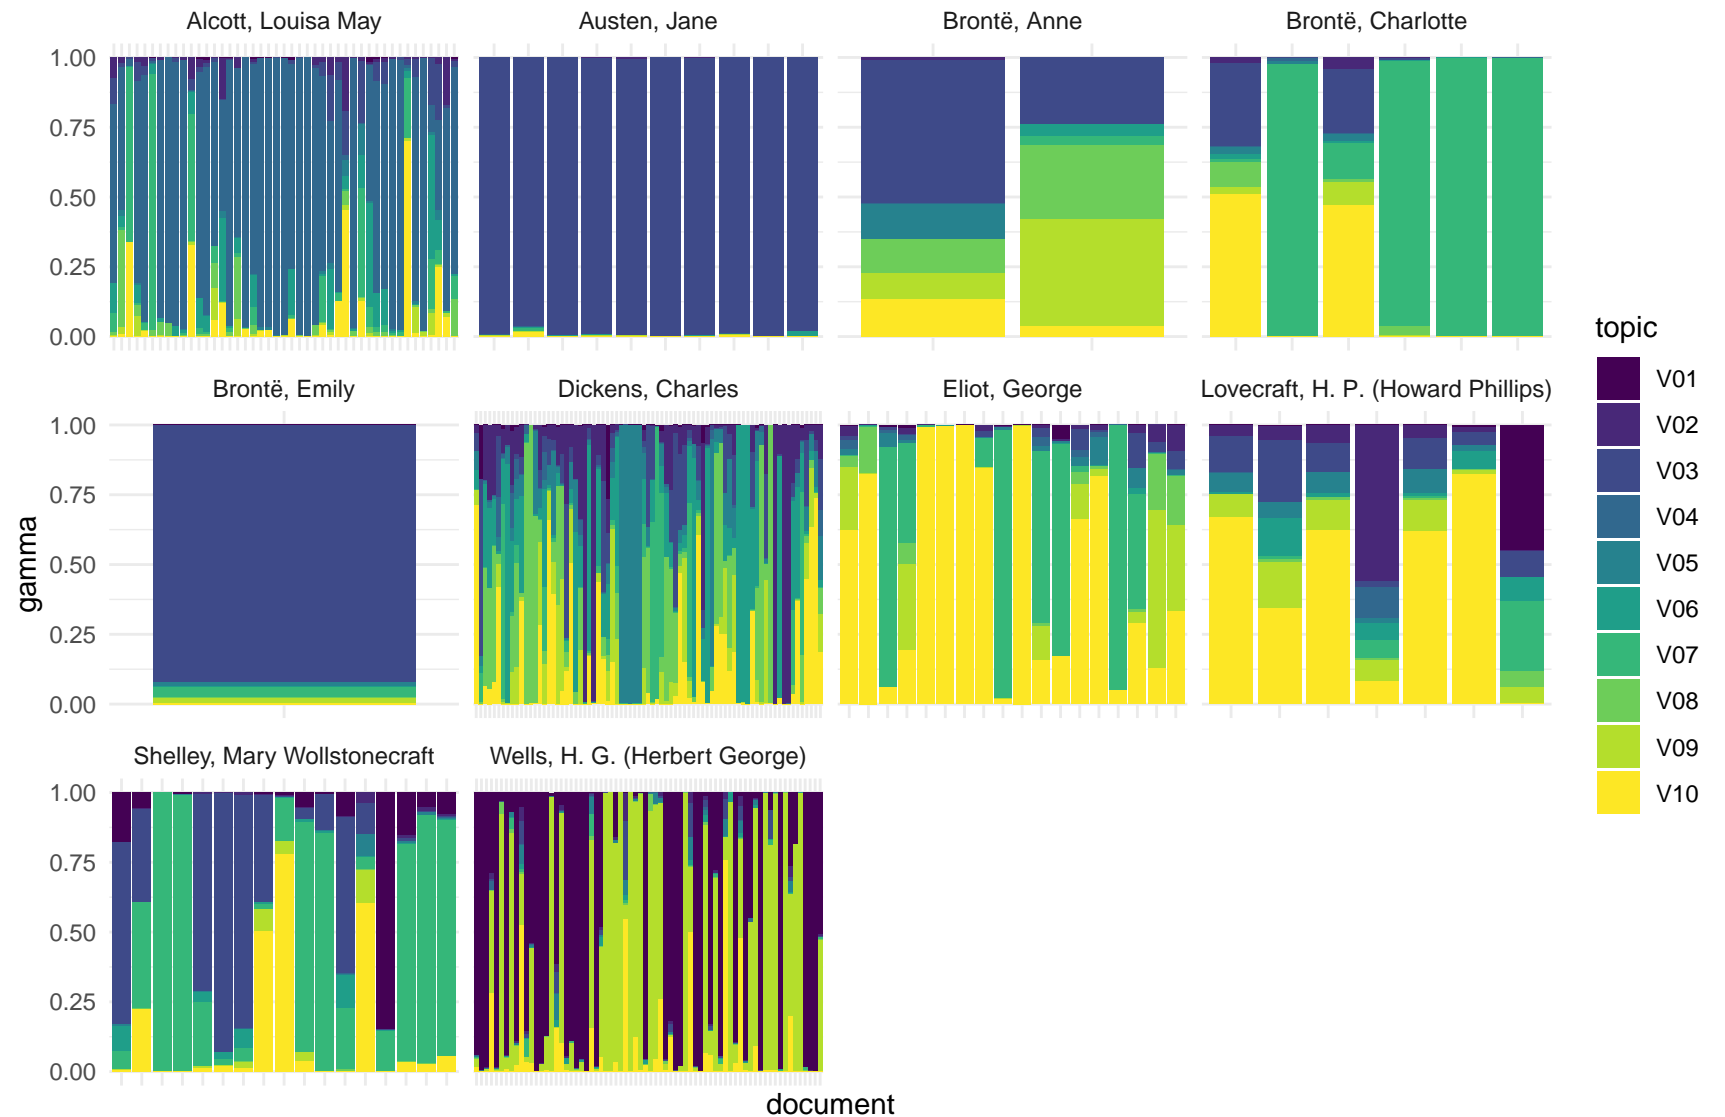 Alcott, Louisa May
Austen, Jane
Brontë, Anne
Brontë, Charlotte
1.00
0.75
0.50
0.25
0.00
Brontë, Emily
Dickens, Charles
Eliot, George
Lovecraft, H. P. (Howard Phillips)
1.00
0.75
0.50
0.25
0.00
Shelley, Mary Wollstonecraft
Wells, H. G. (Herbert George)
1.00
0.75
0.50
0.25
0.00
gamma
document
topic
V01
V02
V03
V04
V05
V06
V07
V08
V09
V10